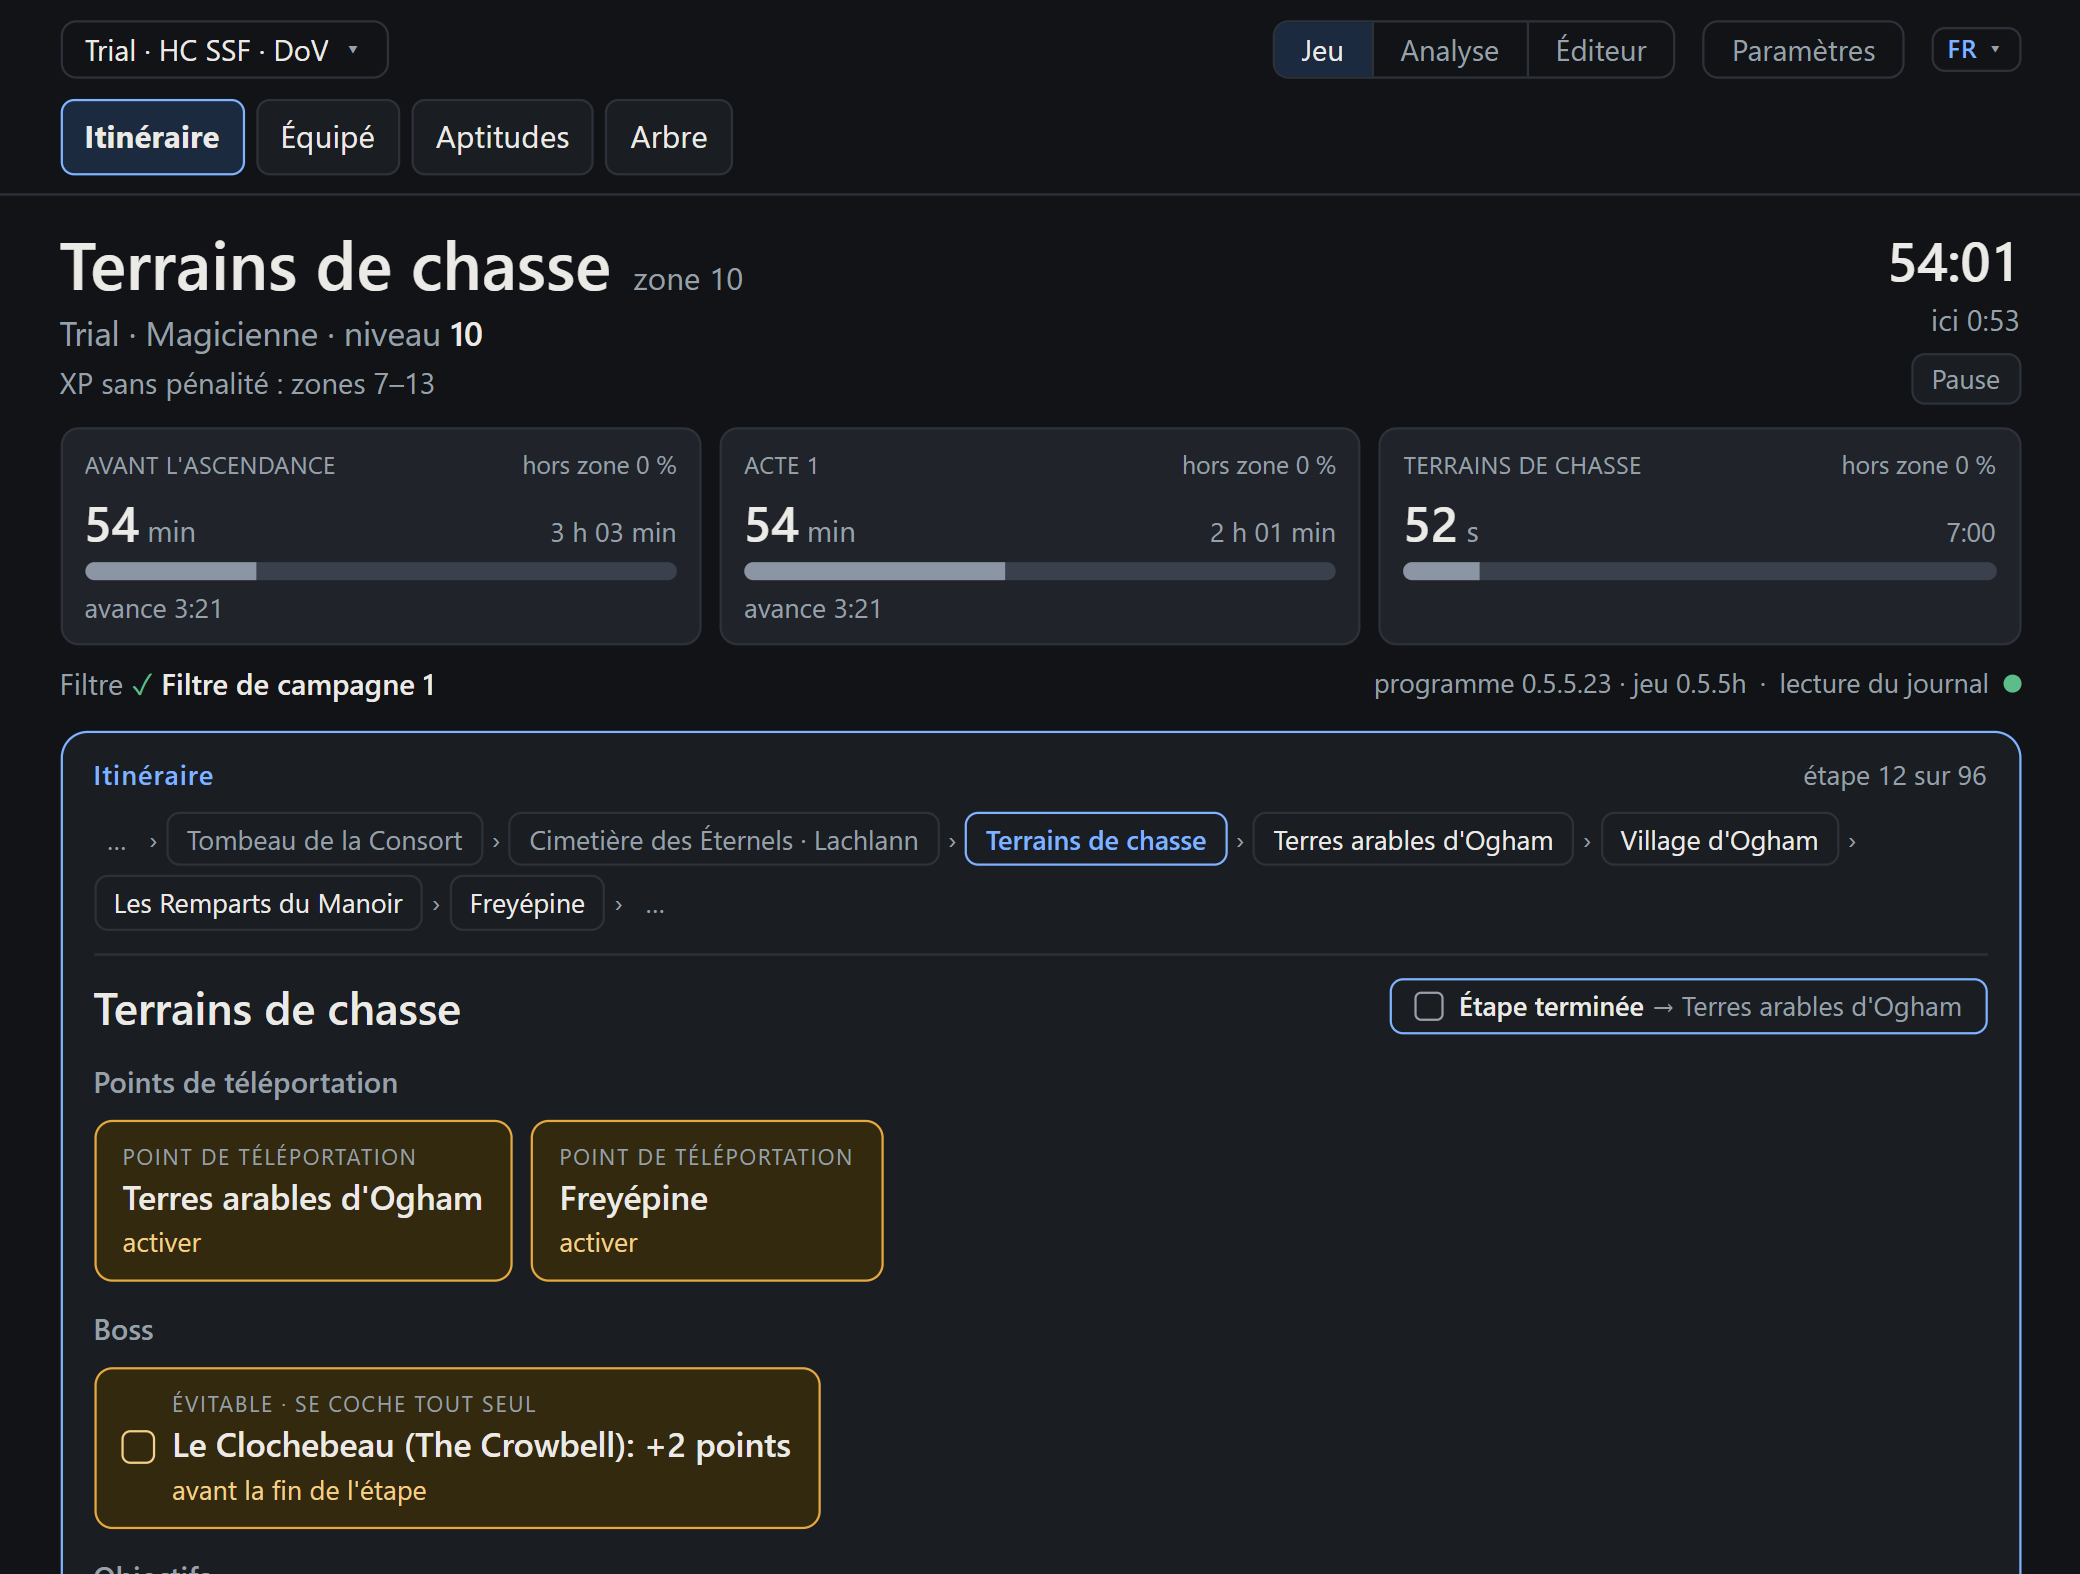 Trial · HC SSF · DoV ▼
Jeu Analyse Éditeur Paramètres FR ▼
Itinéraire Équipé Aptitudes Arbre
Terrains de chasse zone 10
54:01
Trial · Magicienne · niveau 10
ici 0:53
XP sans pénalité : zones 7–13
Pause
AVANT L'ASCENDANCE hors zone 0 %
54 min 3 h 03 min
avance 3:21
ACTE 1 hors zone 0 %
54 min 2 h 01 min
avance 3:21
TERRAINS DE CHASSE hors zone 0 %
52 s 7:00
Filtre ✓ Filtre de campagne 1
programme 0.5.5.23 · jeu 0.5.5h · lecture du journal
Itinéraire
étape 12 sur 96
... › Tombeau de la Consort › Cimetière des Éternels · Lachlann › Terrains de chasse › Terres arables d'Ogham › Village d'Ogham ›
Les Remparts du Manoir › Freyépine › ...
Terrains de chasse
Étape terminée → Terres arables d'Ogham
Points de téléportation
POINT DE TÉLÉPORTATION
Terres arables d'Ogham
activer
POINT DE TÉLÉPORTATION
Freyépine
activer
Boss
ÉVITABLE · SE COCHE TOUT SEUL
Le Clochebeau (The Crowbell): +2 points
avant la fin de l'étape